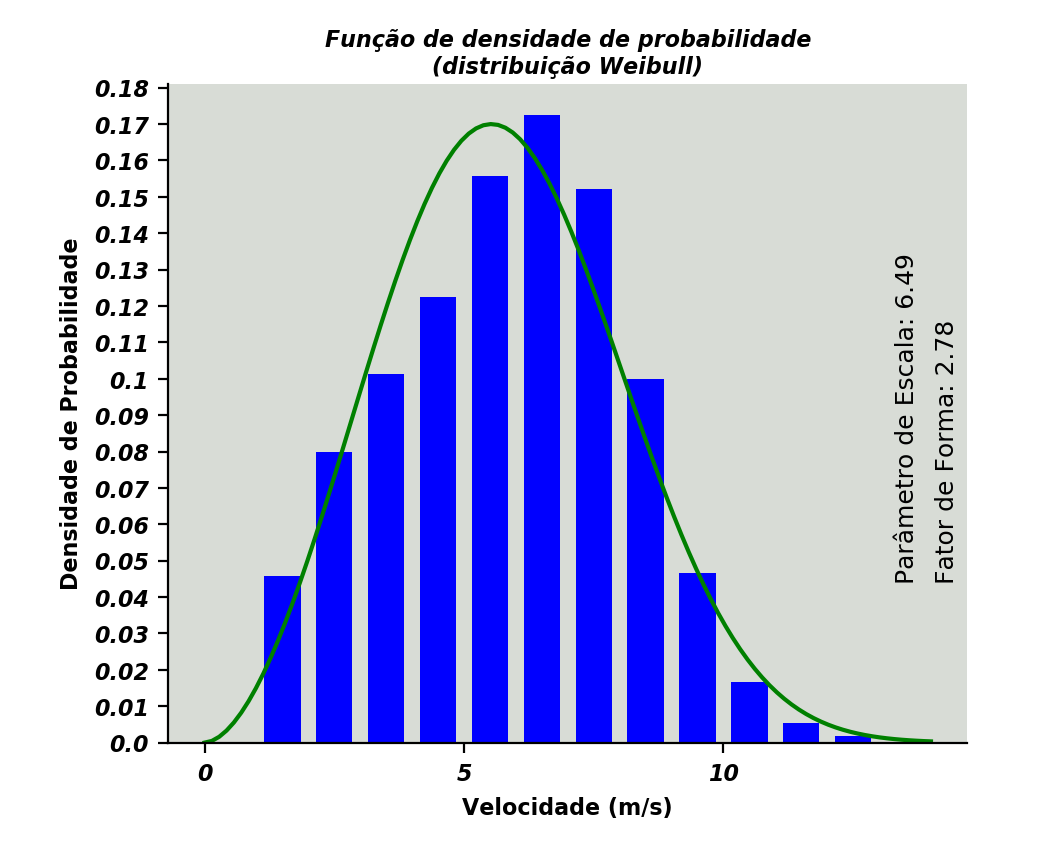 Função de densidade de probabilidade
(distribuição Weibull)
Densidade de Probabilidade
0.18
0.17
0.16
0.15
0.14
0.13
0.12
0.11
0.1
0.09
0.08
0.07
0.06
0.05
0.04
0.03
0.02
0.01
0.0
Parâmetro de Escala: 6.49
Fator de Forma: 2.78
0 5 10
Velocidade (m/s)